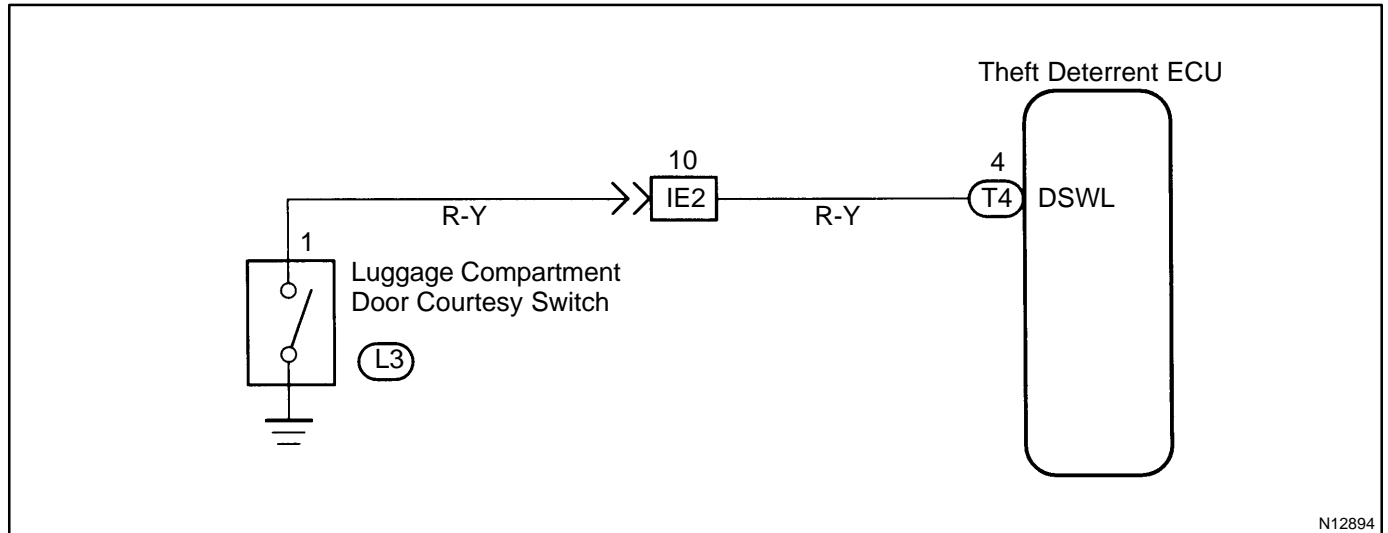 Theft Deterrent ECU
10
4
IE2
T4
DSWL
R-Y
R-Y
1
Luggage Compartment
Door Courtesy Switch
L3
N12894